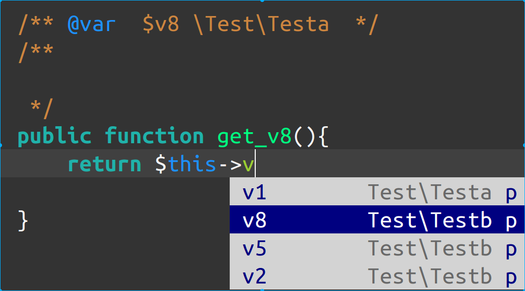 /** @var  $v8 \Test\Testa  */
/**
 */
public function get_v8(){
    return $this->v
v1 Test\Testa p
v8 Test\Testb p
}
v5 Test\Testb p
v2 Test\Testb p